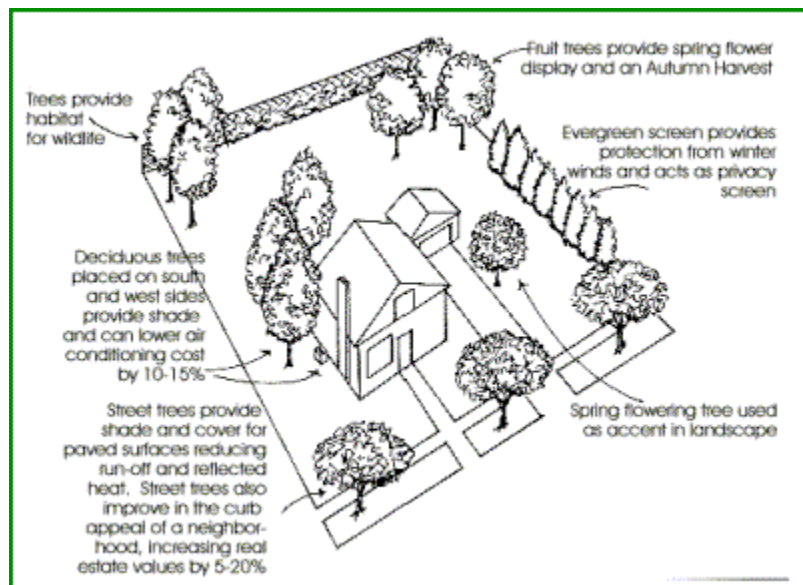 Fruit trees provide spring flower
display and an Autumn Harvest
Trees provide
habitat
for wildlife
Evergreen screen provides
protection from winter
winds and acts as privacy
screen
Deciduous trees
placed on south
and west sides
provide shade
and can lower air
conditioning cost
by 10-15%
Spring flowering tree used
as accent in landscape
Street trees provide
shade and cover for
paved surfaces reducing
run-off and reflected
heat. Street trees also
improve in the curb
appeal of a neighbor-
hood, increasing real
estate values by 5-20%